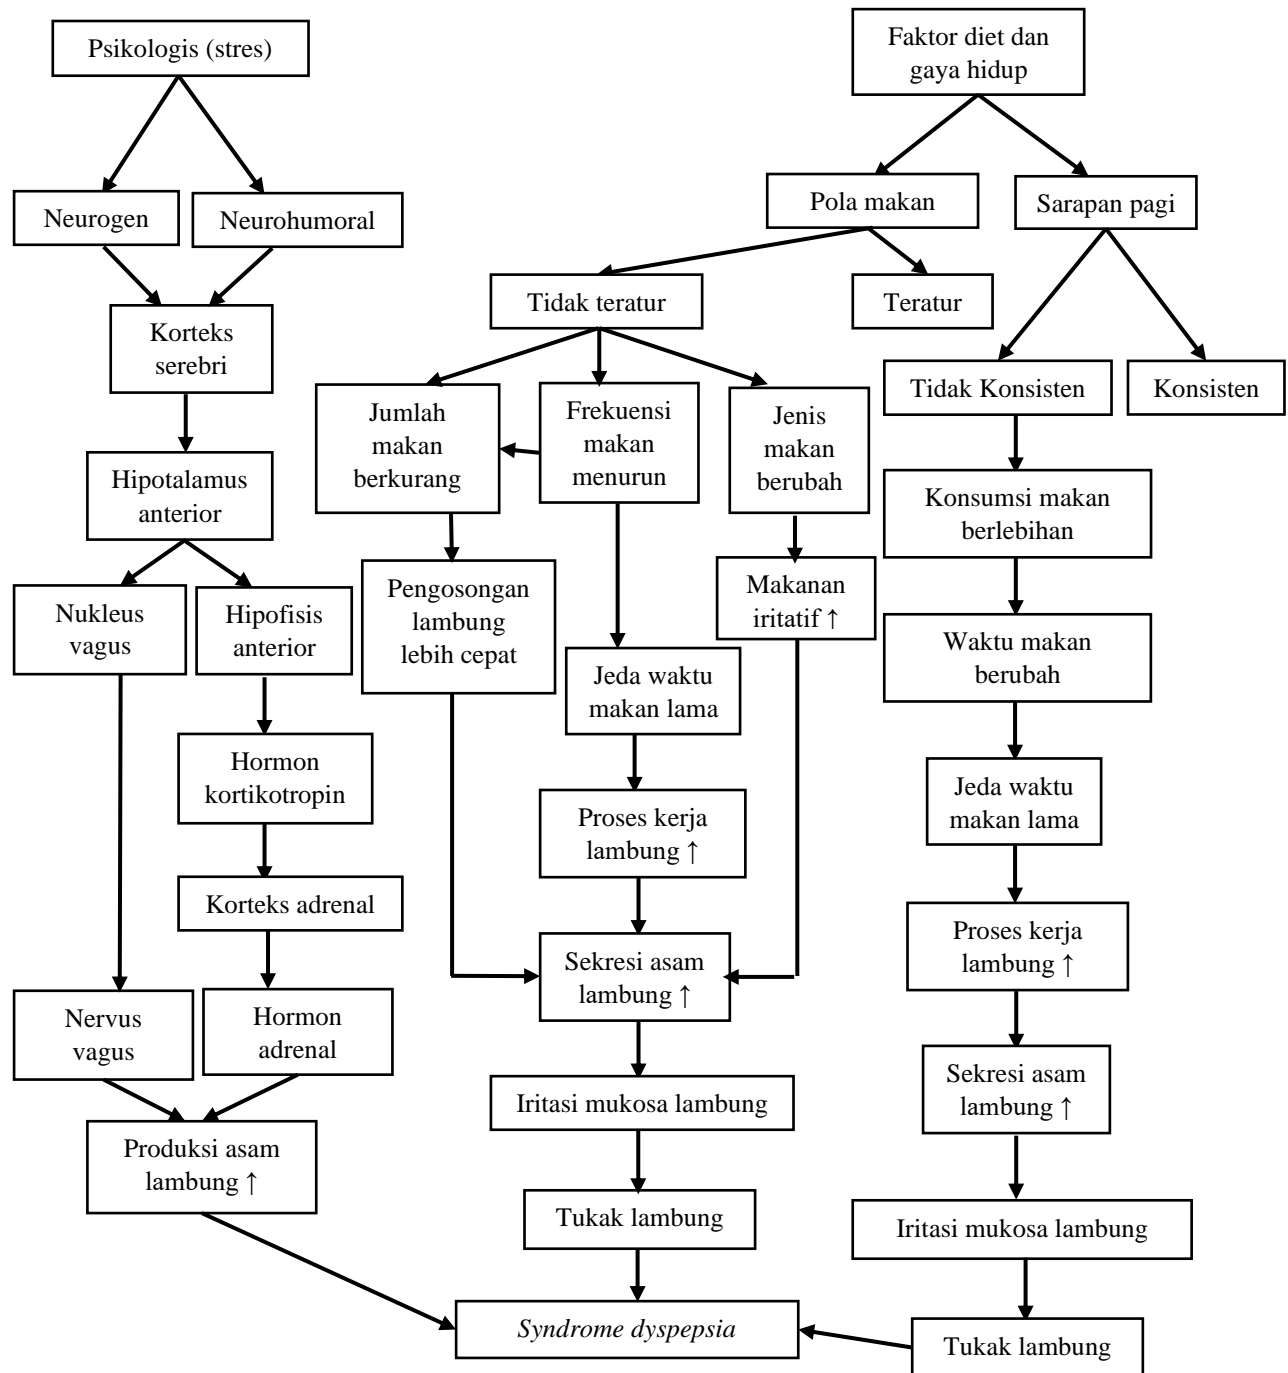 Psikologis (stres)
Faktor diet dan
gaya hidup
Neurogen
Neurohumoral
Pola makan
Sarapan pagi
Tidak teratur
Teratur
Korteks
serebri
Jumlah
makan
berkurang
Frekuensi
makan
menurun
Jenis
makan
berubah
Tidak Konsisten
Konsisten
Hipotalamus
anterior
Konsumsi makan
berlebihan
Pengosongan
lambung
lebih cepat
Makanan
iritatif ↑
Nukleus
vagus
Hipofisis
anterior
Waktu makan
berubah
Jeda waktu
makan lama
Hormon
kortikotropin
Jeda waktu
makan lama
Proses kerja
lambung ↑
Korteks adrenal
Proses kerja
lambung ↑
Sekresi asam
lambung ↑
Nervus
vagus
Hormon
adrenal
Sekresi asam
lambung ↑
Iritasi mukosa lambung
Produksi asam
lambung ↑
Tukak lambung
Iritasi mukosa lambung
Syndrome dyspepsia
Tukak lambung